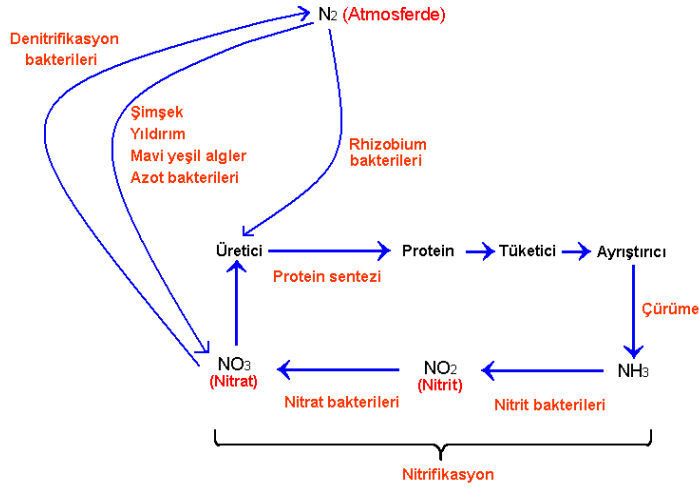 N2 (Atmosferde)
Denitrifikasyon
bakterileri
Şimşek
Yıldırım
Mavi yeşil algler
Azot bakterileri
Rhizobium
bakterileri
Üretici
Protein
Tüketici
Ayrıştırıcı
Protein sentezi
Çürüme
NO3
(Nitrat)
NO2
(Nitrit)
NH3
Nitrat bakterileri
Nitrit bakterileri
Nitrifikasyon